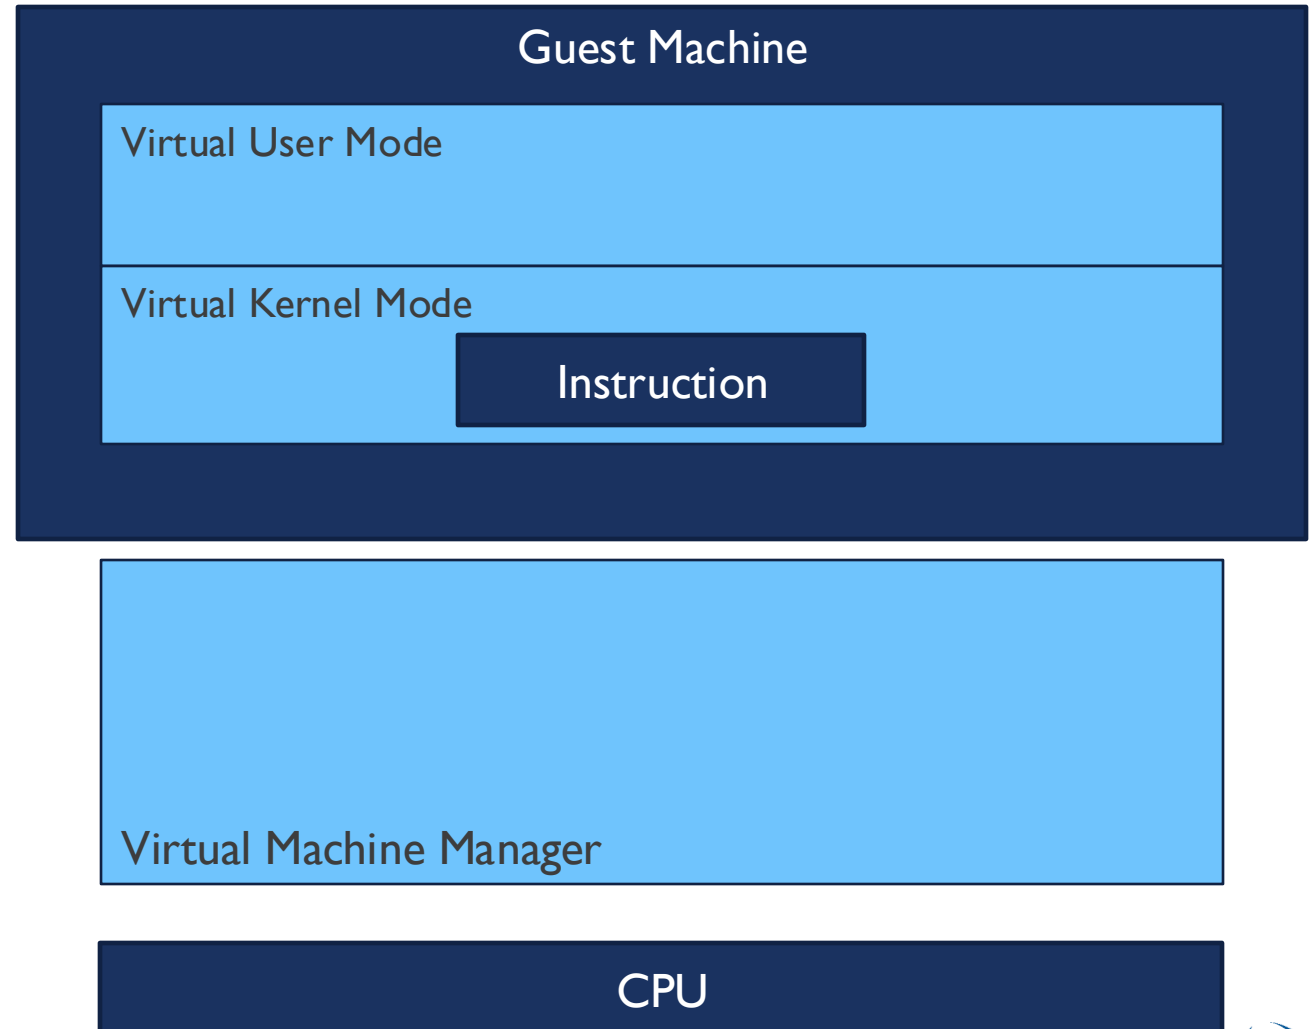 Guest Machine
Virtual User Mode
Virtual Kernel Mode
Instruction
Virtual Machine Manager
CPU